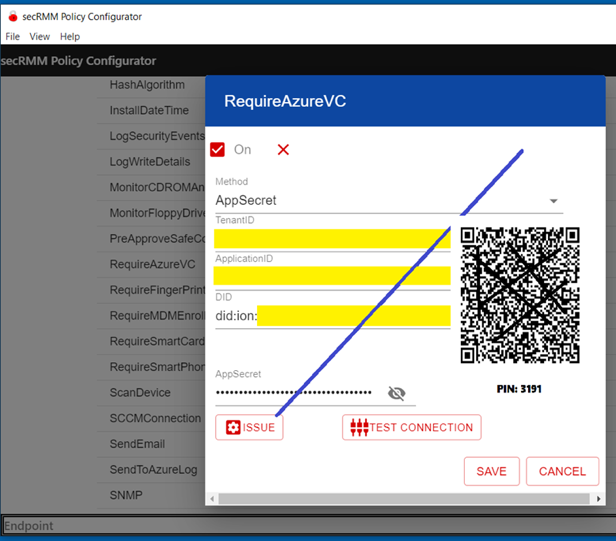 secRMM Policy Configurator
File View Help
secRMM Policy Configurator
HashAlgorithm
InstallDateTime
LogSecurityEvents
LogWriteDetails
MonitorCDROMAn
MonitorFloppyDrive
PreApproveSafeCo
RequireAzureVC
RequireFingerPrint
RequireMDMEnroll
RequireSmartCard
RequireSmartPhon
ScanDevice
SCCMConnection
SendEmail
SendToAzureLog
SNMP
Endpoint
RequireAzureVC
On
Method
AppSecret
TenantID
ApplicationID
DID
did:ion:
AppSecret
PIN: 3191
ISSUE
TEST CONNECTION
SAVE CANCEL